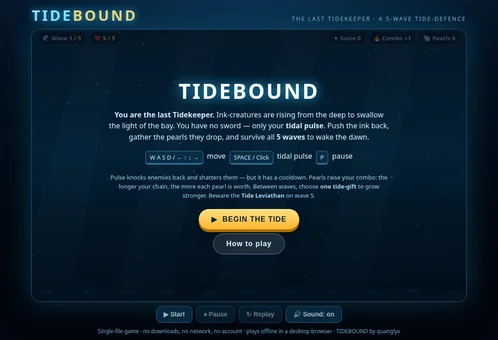 TIDEBOUND
THE LAST TIDEKEEPER · A 5-WAVE TIDE-DEFENCE
Wave 1 / 5 5 / 5 Score 0 Combo ×1 Pearls 0
TIDEBOUND
You are the last Tidekeeper. Ink-creatures are rising from the deep to swallow
the light of the bay. You have no sword — only your tidal pulse. Push the ink back,
gather the pearls they drop, and survive all 5 waves to wake the dawn.
W A S D / ← ↑ ↓ → move SPACE / Click tidal pulse P pause
Pulse knocks enemies back and shatters them — but it has a cooldown. Pearls raise your combo: the
longer your chain, the more each pearl is worth. Between waves, choose one tide-gift to grow
stronger. Beware the Tide Leviathan on wave 5.
▶ BEGIN THE TIDE
How to play
▶ Start ⏸ Pause ↻ Replay 🔊 Sound: on
Single-file game · no downloads, no network, no account · plays offline in a desktop browser · TIDEBOUND by quanglyv